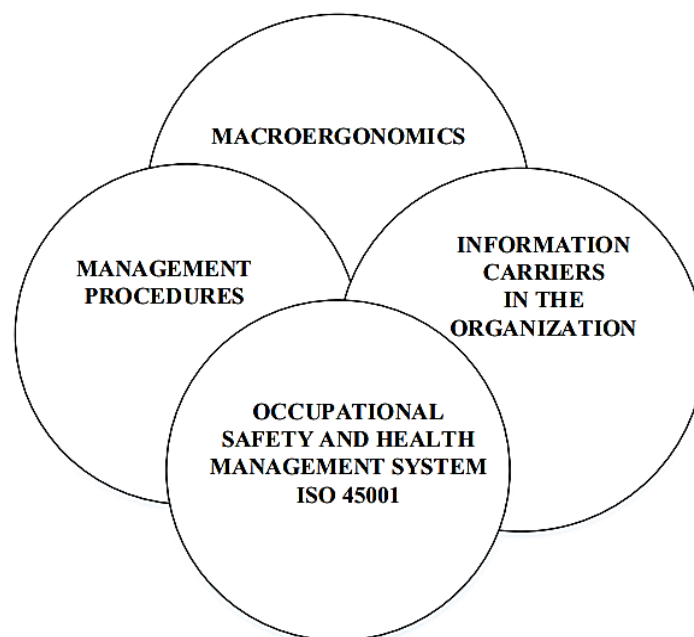 MACROERGONOMICS
MANAGEMENT
PROCEDURES
INFORMATION
CARRIERS
IN THE
ORGANIZATION
OCCUPATIONAL
SAFETY AND HEALTH
MANAGEMENT SYSTEM
ISO 45001